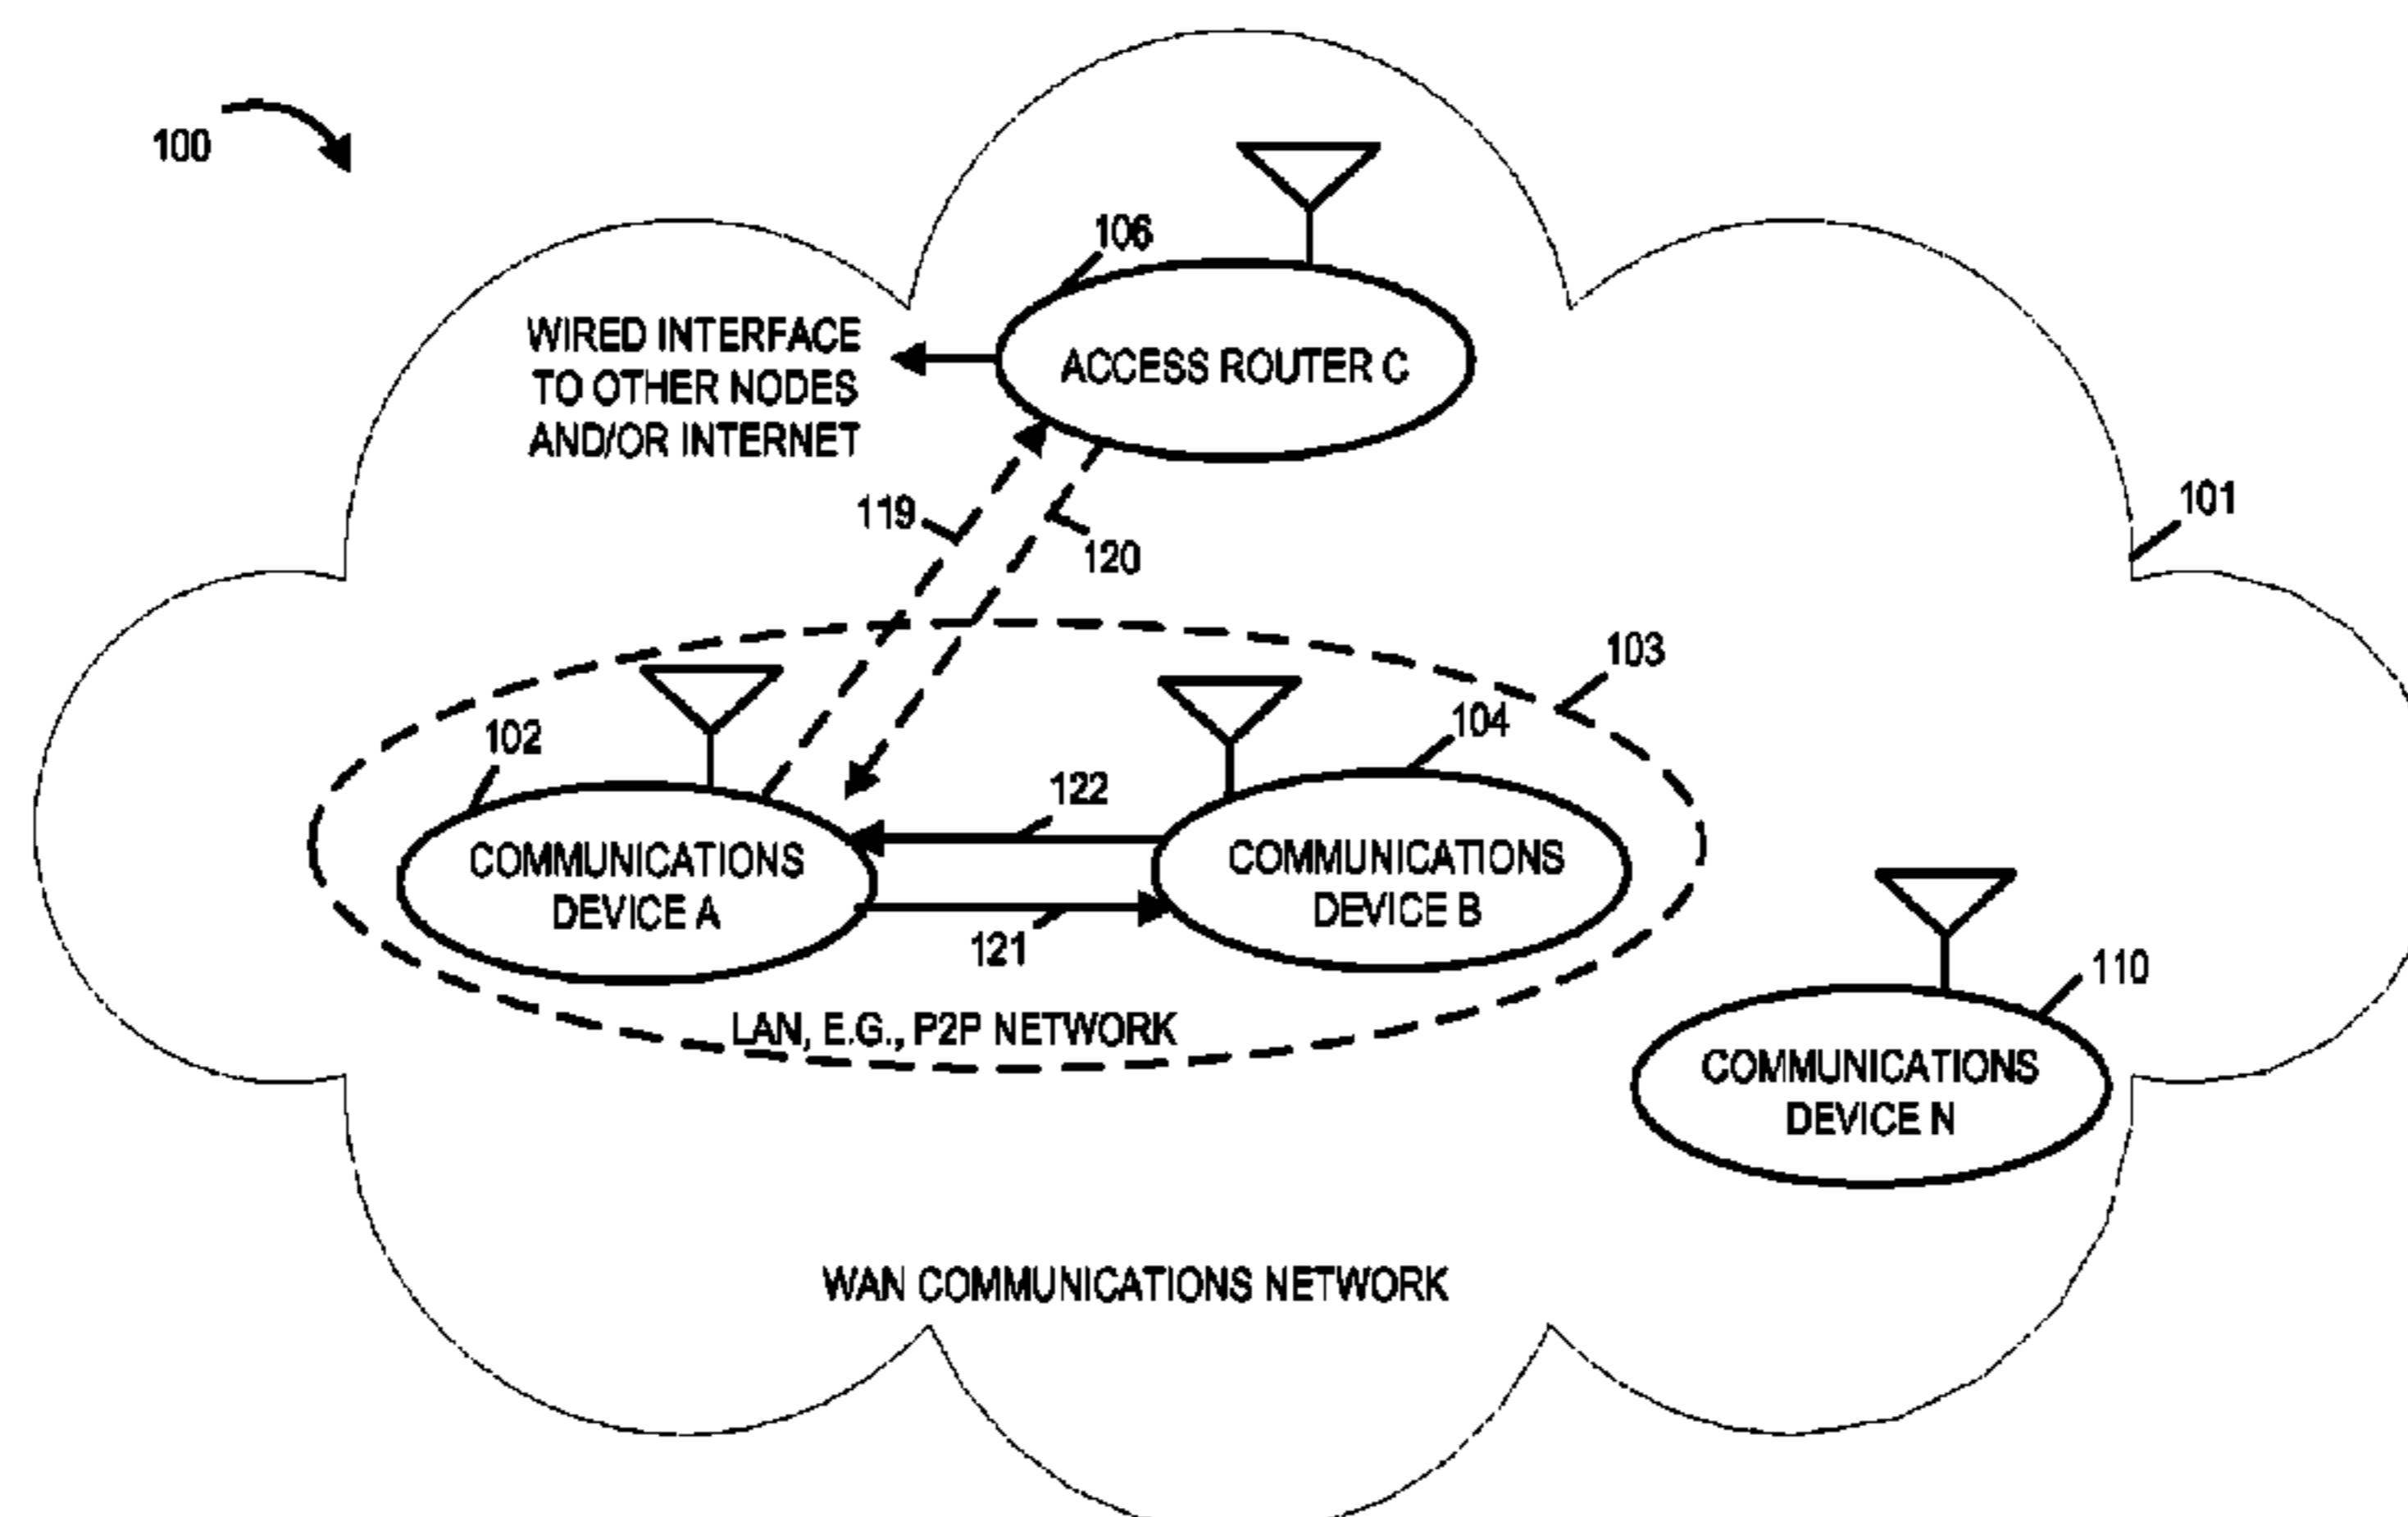 100
106
WIRED INTERFACE
TO OTHER NODES
AND/OR INTERNET
ACCESS ROUTER C
119
120
101
103
102
104
122
COMMUNICATIONS
DEVICE A
COMMUNICATIONS
DEVICE B
121
110
LAN, E.G., P2P NETWORK
COMMUNICATIONS
DEVICE N
WAN COMMUNICATIONS NETWORK